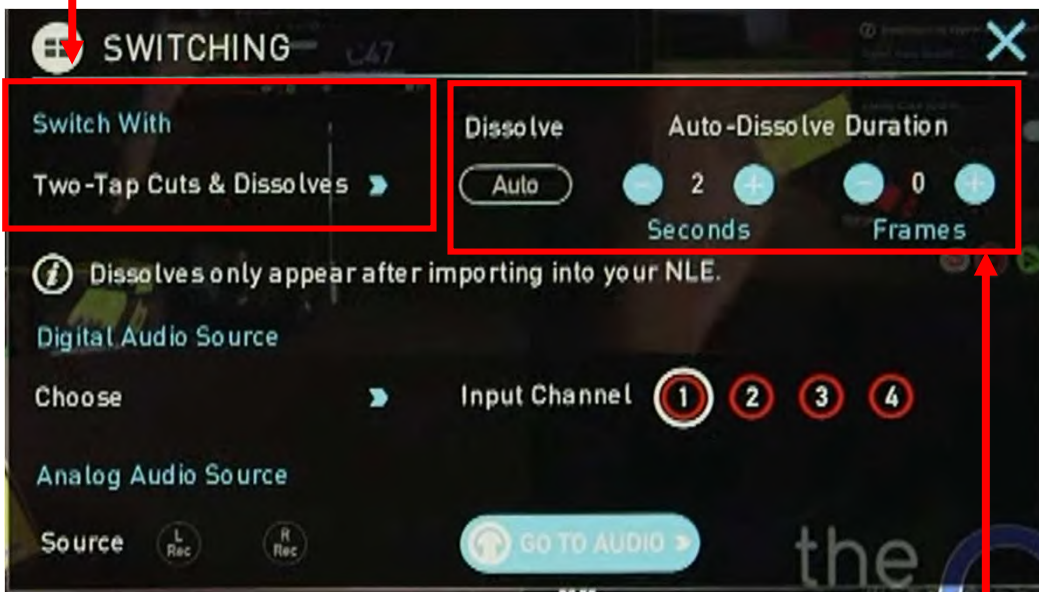 SWITCHING
C47
Switch With
Dissolve Auto-Dissolve Duration
Two-Tap Cuts & Dissolves
Auto - 2 + - 0 +
Seconds Frames
i Dissolves only appear after importing into your NLE.
Digital Audio Source
Choose
Input Channel 1 2 3 4
Analog Audio Source
Source L Rec R Rec
GO TO AUDIO
the